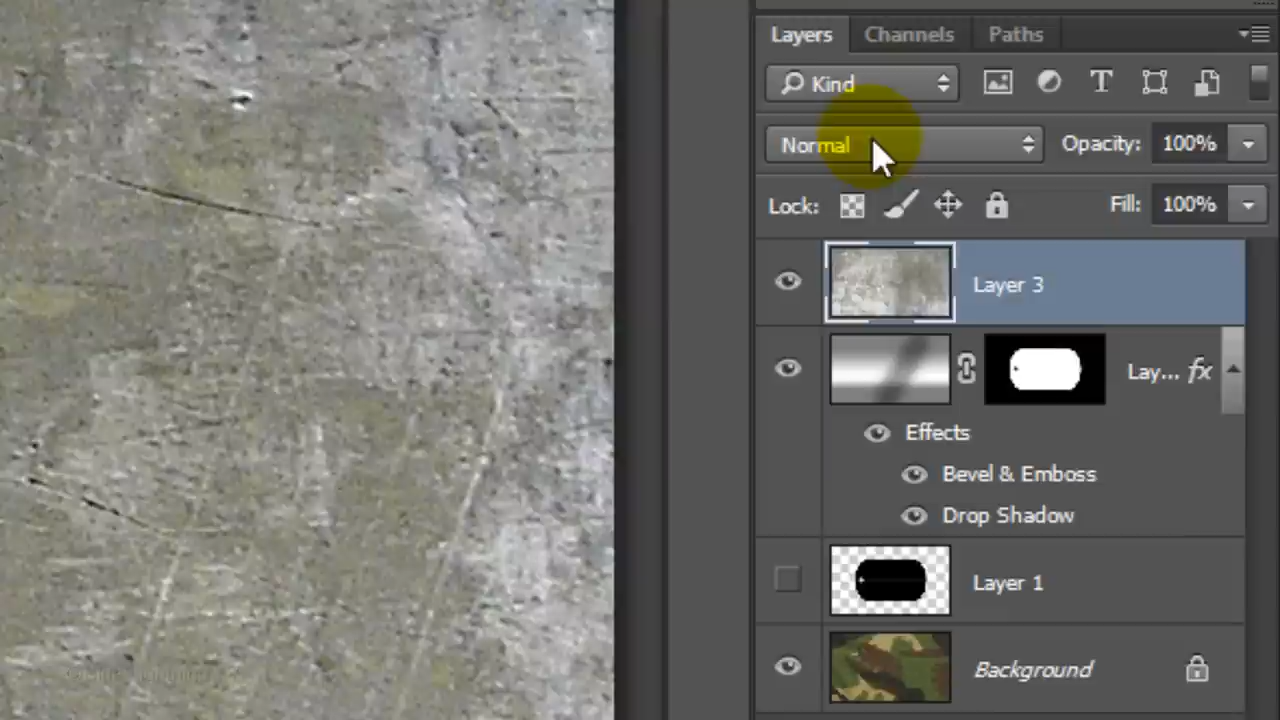 Layers Channels Paths
Kind
Normal Opacity: 100%
Lock: Fill: 100%
Layer 3
Lay... fx
Effects
Bevel & Emboss
Drop Shadow
Layer 1
Background